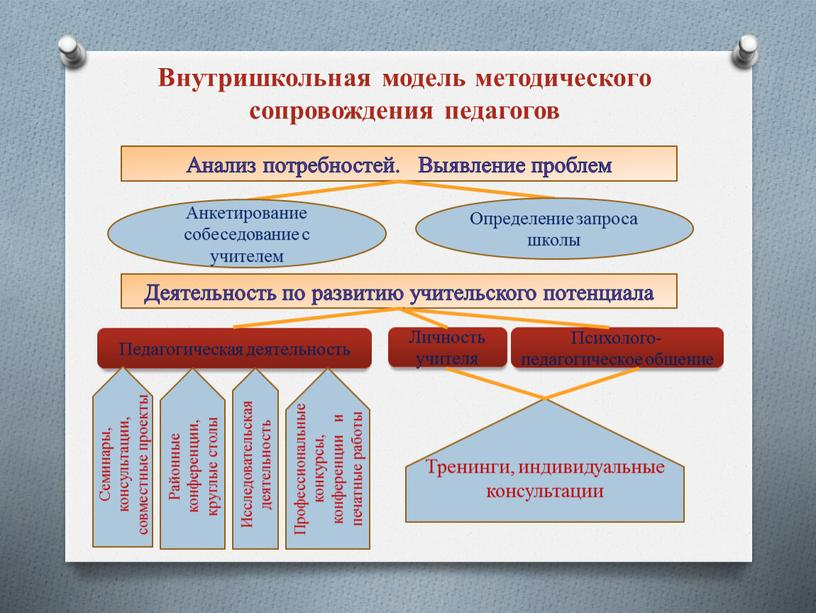 Внутришкольная модель методического
сопровождения педагогов
Анализ потребностей.   Выявление проблем
Анкетирование
собеседование с
учителем
Определение запроса
школы
Деятельность по развитию учительского потенциала
Педагогическая деятельность
Личность
учителя
Психолого-
педагогическое общение
Семинары,
консультации,
совместные проекты
Районные
конференции,
круглые столы
Исследовательская
деятельность
Профессиональные
конкурсы,
конференции и
печатные работы
Тренинги, индивидуальные
консультации